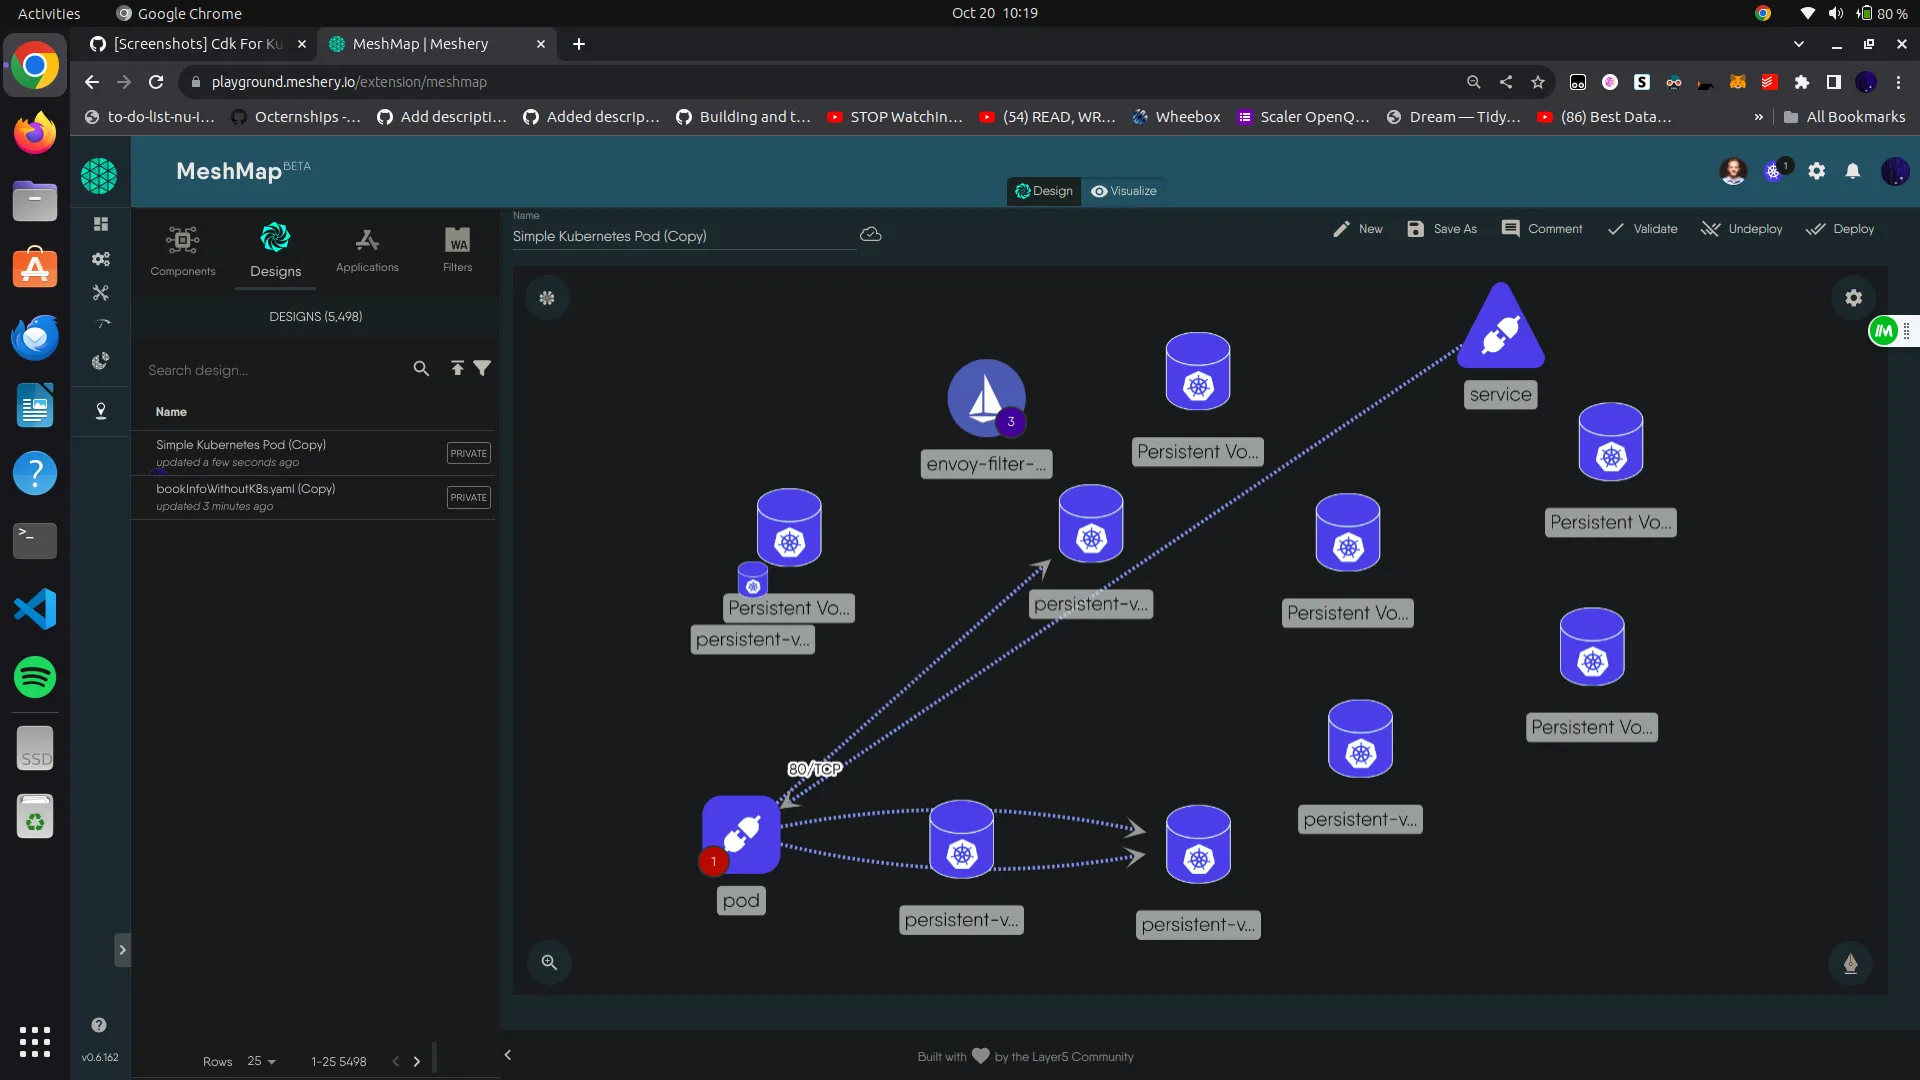 Activities
Google Chrome
Oct 20 10:19
80 %
[Screenshots] Cdk For Ku
MeshMap | Meshery
playground.meshery.io/extension/meshmap
to-do-list-nu-i...
Octernships -...
Add descripti...
Added descrip...
Building and t...
STOP Watchin...
(54) READ, WR...
Wheebox
Scaler OpenQ...
Dream — TIdy...
(86) Best Data...
»
All Bookmarks
MeshMap BETA
1
Design
Visualize
Components
Designs
Applications
WA
Filters
Name
Simple Kubernetes Pod (Copy)
New
Save As
Comment
Validate
Undeploy
Deploy
DESIGNS (5,498)
Search design...
Name
Simple Kubernetes Pod (Copy)
updated a few seconds ago
PRIVATE
bookInfoWithoutK8s.yaml (Copy)
updated 3 minutes ago
PRIVATE
service
3
envoy-filter-...
Persistent Vo...
Persistent Vo...
Persistent Vo...
persistent-v...
persistent-v...
Persistent Vo...
Persistent Vo...
80/TCP
persistent-v...
1
pod
persistent-v...
persistent-v...
SSD
v0.6.162
Rows 25
1-25 5498
Built with
by the Layer5 Community